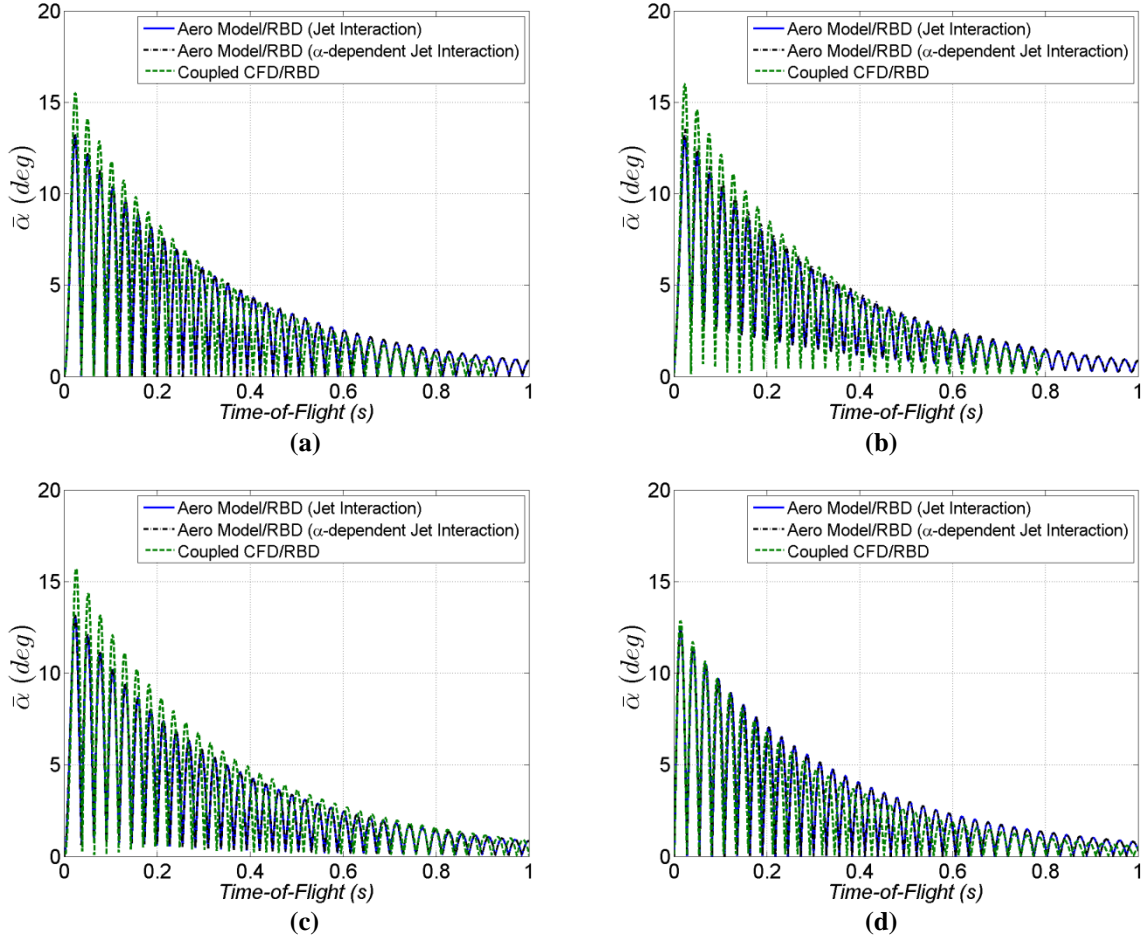 20
15
10
5
0
ᾱ (deg)
Aero Model/RBD (Jet Interaction)
Aero Model/RBD (α-dependent Jet Interaction)
Coupled CFD/RBD
0 0.2 0.4 0.6 0.8 1
Time-of-Flight (s)
(a)
20
15
10
5
0
ᾱ (deg)
Aero Model/RBD (Jet Interaction)
Aero Model/RBD (α-dependent Jet Interaction)
Coupled CFD/RBD
0 0.2 0.4 0.6 0.8 1
Time-of-Flight (s)
(b)
20
15
10
5
0
ᾱ (deg)
Aero Model/RBD (Jet Interaction)
Aero Model/RBD (α-dependent Jet Interaction)
Coupled CFD/RBD
0 0.2 0.4 0.6 0.8 1
Time-of-Flight (s)
(c)
20
15
10
5
0
ᾱ (deg)
Aero Model/RBD (Jet Interaction)
Aero Model/RBD (α-dependent Jet Interaction)
Coupled CFD/RBD
0 0.2 0.4 0.6 0.8 1
Time-of-Flight (s)
(d)